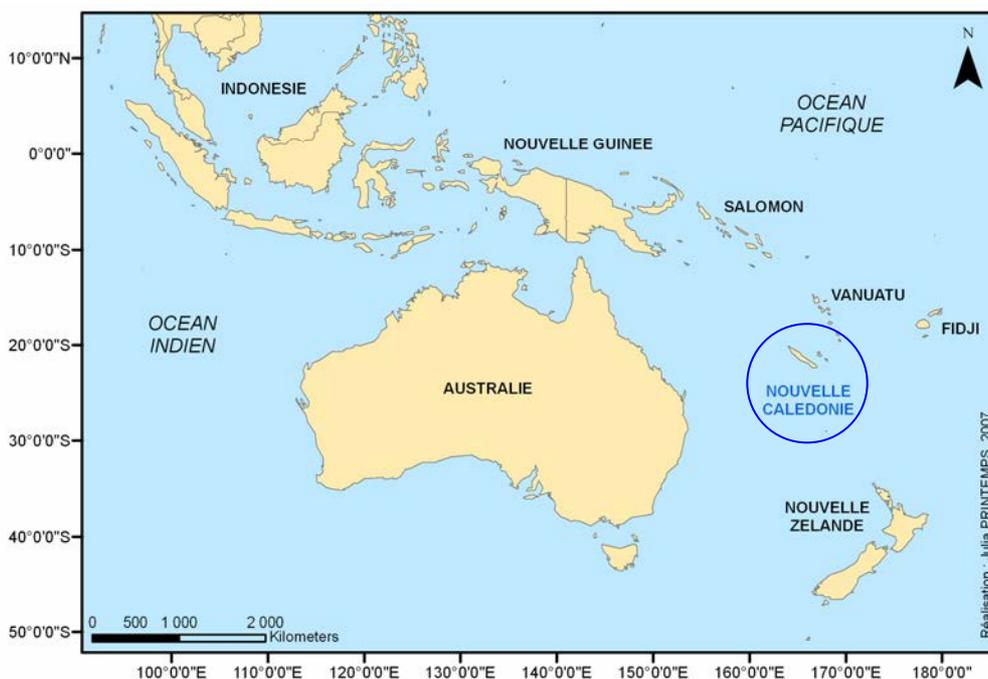 N
10°0'0"N
INDONESIE
OCEAN
PACIFIQUE
0°0'0"
NOUVELLE GUINEE
SALOMON
10°0'0"S
VANUATU
OCEAN
INDIEN
FIDJI
20°0'0"S
AUSTRALIE
NOUVELLE
CALEDONIE
30°0'0"S
NOUVELLE
ZELANDE
40°0'0"S
Réalisation : Julia PRINTEMPS, 2007
0 500 1 000 2 000
Kilometers
50°0'0"S
100°0'0"E 110°0'0"E 120°0'0"E 130°0'0"E 140°0'0"E 150°0'0"E 160°0'0"E 170°0'0"E 180°0'0"